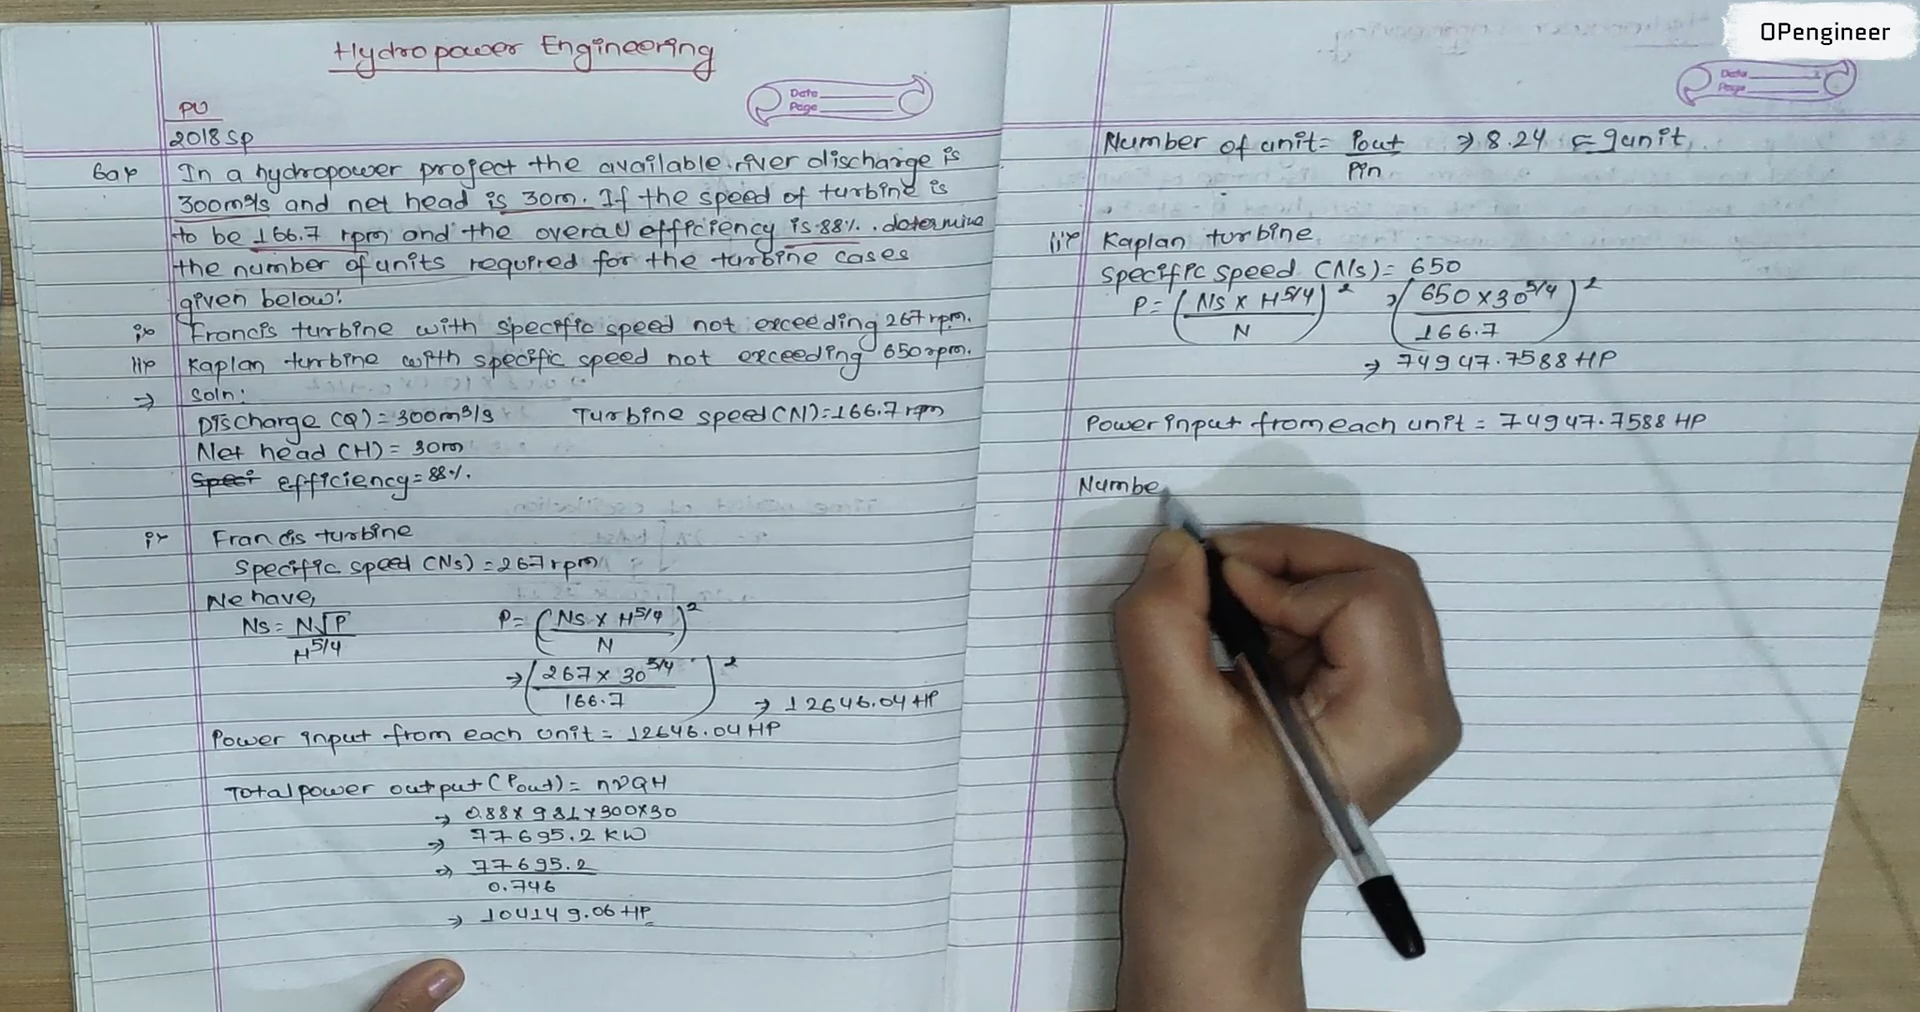 OPengineer
Hydropower Engineering
Date
Page
PU
2018 sp
6a) In a hydropower project the available river discharge is
300m³/s and net head is 30m. If the speed of turbine is
to be 166.7 rpm and the overall efficiency is 88%. determine
the number of units required for the turbine cases
given below:
i) Francis turbine with specific speed not exceeding 267 rpm.
ii) Kaplan turbine with specific speed not exceeding 650 rpm.
→ Soln:
Discharge (Q) = 300m³/s Turbine speed (N) = 166.7 rpm
Net head (H) = 30m
efficiency = 88%.
i) Francis turbine
Specific speed (Ns) = 267 rpm
We have,
Ns = N√P / H^5/4 P = (Ns × H^5/4 / N)²
→ (267 × 30^5/4 / 166.7)² → 12646.04 HP
Power input from each unit = 12646.04 HP
Total power output (Pout) = ηγQH
→ 0.88 × 9.81 × 300 × 30
→ 77695.2 KW
→ 77695.2 / 0.746
→ 104149.06 HP
Date
Page
Number of unit = Pout / Pin → 8.24 ≈ 9 unit
ii) Kaplan turbine
Specific speed (Ns) = 650
P = (Ns × H^5/4 / N)² → (650 × 30^5/4 / 166.7)²
→ 74947.7588 HP
Power input from each unit = 74947.7588 HP
Numbe